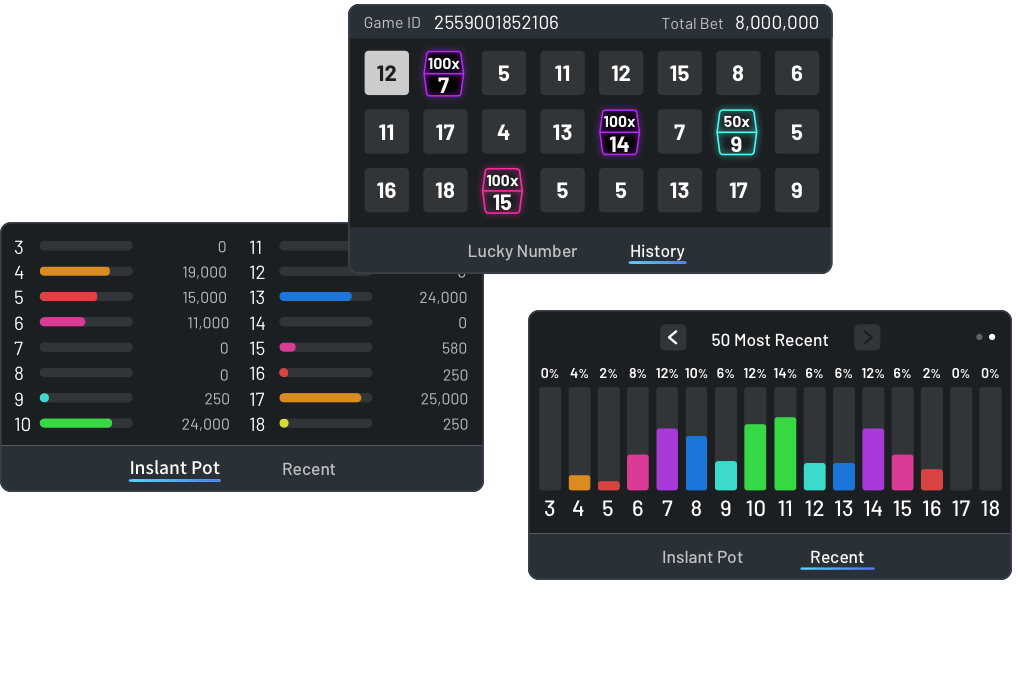 Game ID 2559001852106 Total Bet 8,000,000
12 100x 7 5 11 12 15 8 6
11 17 4 13 100x 14 7 50x 9 5
16 18 100x 15 5 5 13 17 9
Lucky Number History
3 0 11
4 19,000 12
5 15,000 13 24,000
6 11,000 14 0
7 0 15 580
8 0 16 250
9 250 17 25,000
10 24,000 18 250
Inslant Pot Recent
50 Most Recent
0% 4% 2% 8% 12% 10% 6% 12% 14% 6% 6% 12% 6% 2% 0% 0%
3 4 5 6 7 8 9 10 11 12 13 14 15 16 17 18
Inslant Pot Recent